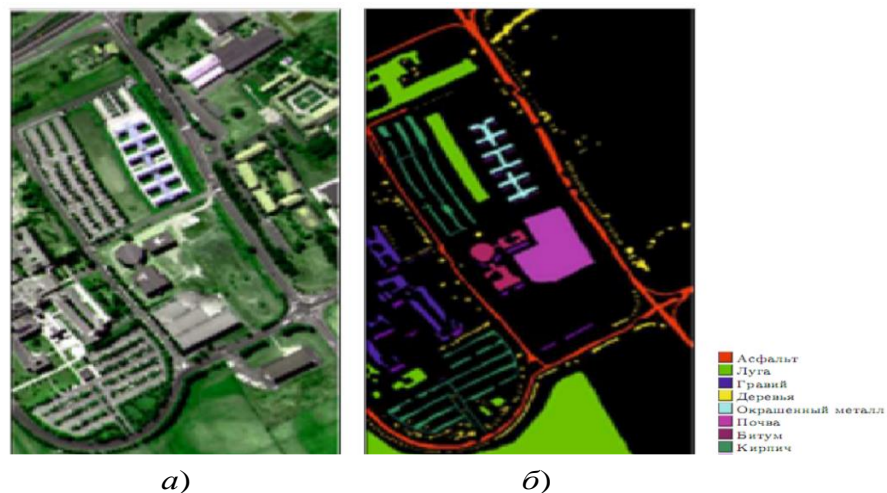 Асфальт
Луга
Гравий
Деревья
Окрашенный металл
Почва
Битум
Кирпич
а) б)